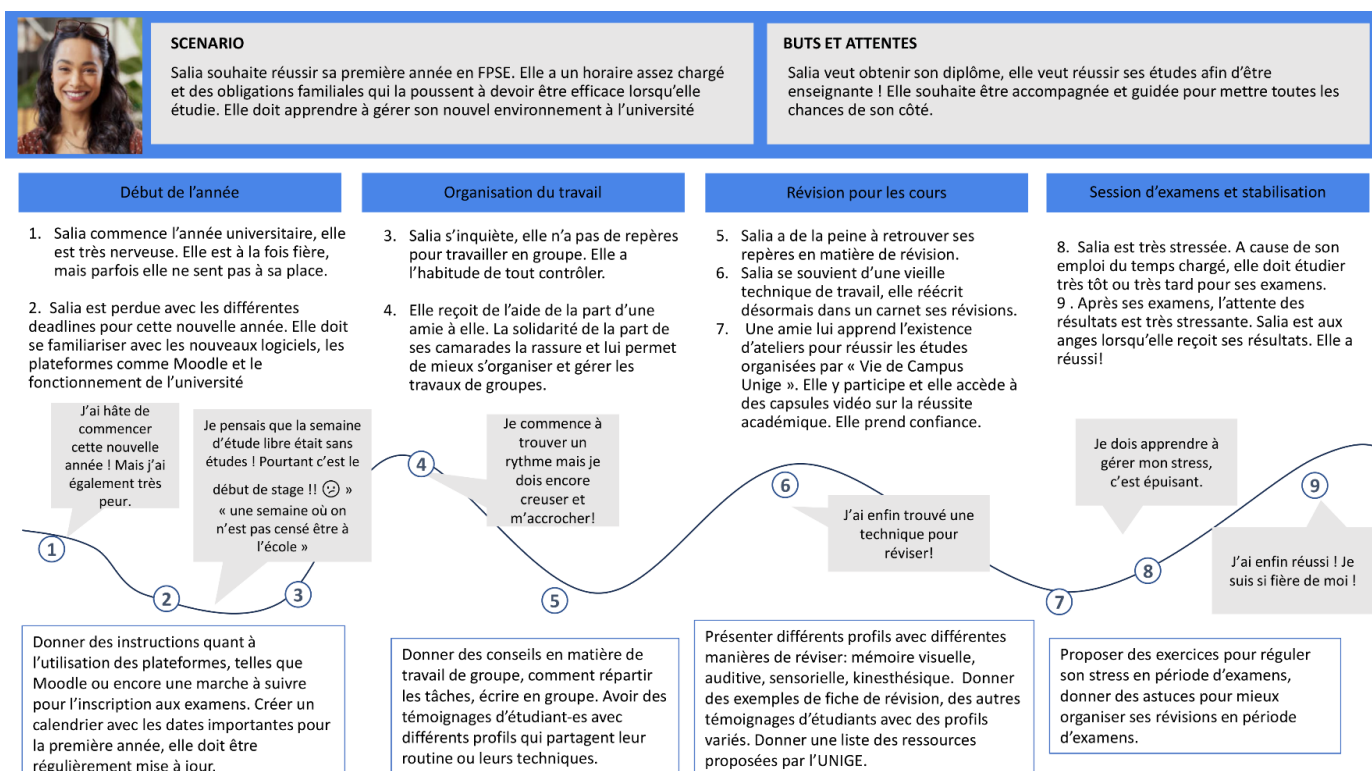 SCENARIO
Salia souhaite réussir sa première année en FPSE. Elle a un horaire assez chargé
et des obligations familiales qui la poussent à devoir être efficace lorsqu'elle
étudie. Elle doit apprendre à gérer son nouvel environnement à l'université
BUTS ET ATTENTES
Salia veut obtenir son diplôme, elle veut réussir ses études afin d'être
enseignante ! Elle souhaite être accompagnée et guidée pour mettre toutes les
chances de son côté.
Début de l'année
Organisation du travail
Révision pour les cours
Session d'examens et stabilisation
1. Salia commence l'année universitaire, elle
est très nerveuse. Elle est à la fois fière,
mais parfois elle ne sent pas à sa place.
2. Salia est perdue avec les différentes
deadlines pour cette nouvelle année. Elle doit
se familiariser avec les nouveaux logiciels, les
plateformes comme Moodle et le
fonctionnement de l'université
3. Salia s'inquiète, elle n'a pas de repères
pour travailler en groupe. Elle a
l'habitude de tout contrôler.
4. Elle reçoit de l'aide de la part d'une
amie à elle. La solidarité de la part de
ses camarades la rassure et lui permet
de mieux s'organiser et gérer les
travaux de groupes.
5. Salia a de la peine à retrouver ses
repères en matière de révision.
6. Salia se souvient d'une vieille
technique de travail, elle réécrit
désormais dans un carnet ses révisions.
7. Une amie lui apprend l'existence
d'ateliers pour réussir les études
organisées par « Vie de Campus
Unige ». Elle y participe et elle accède à
des capsules vidéo sur la réussite
académique. Elle prend confiance.
8. Salia est très stressée. A cause de son
emploi du temps chargé, elle doit étudier
très tôt ou très tard pour ses examens.
9 . Après ses examens, l'attente des
résultats est très stressante. Salia est aux
anges lorsqu'elle reçoit ses résultats. Elle a
réussi!
J'ai hâte de
commencer
cette nouvelle
année ! Mais j'ai
également très
peur.
Je pensais que la semaine
d'étude libre était sans
études ! Pourtant c'est le
début de stage !! 😕 »
« une semaine où on
n'est pas censé être à
l'école »
Je commence à
trouver un
rythme mais je
dois encore
creuser et
m'accrocher!
J'ai enfin trouvé une
technique pour
réviser!
Je dois apprendre à
gérer mon stress,
c'est épuisant.
J'ai enfin réussi ! Je
suis si fière de moi !
1
2
3
4
5
6
7
8
9
Donner des instructions quant à
l'utilisation des plateformes, telles que
Moodle ou encore une marche à suivre
pour l'inscription aux examens. Créer un
calendrier avec les dates importantes pour
la première année, elle doit être
régulièrement mise à jour.
Donner des conseils en matière de
travail de groupe, comment répartir
les tâches, écrire en groupe. Avoir des
témoignages d'étudiant-es avec
différents profils qui partagent leur
routine ou leurs techniques.
Présenter différents profils avec différentes
manières de réviser: mémoire visuelle,
auditive, sensorielle, kinesthésique. Donner
des exemples de fiche de révision, des autres
témoignages d'étudiants avec des profils
variés. Donner une liste des ressources
proposées par l'UNIGE.
Proposer des exercices pour réguler
son stress en période d'examens,
donner des astuces pour mieux
organiser ses révisions en période
d'examens.